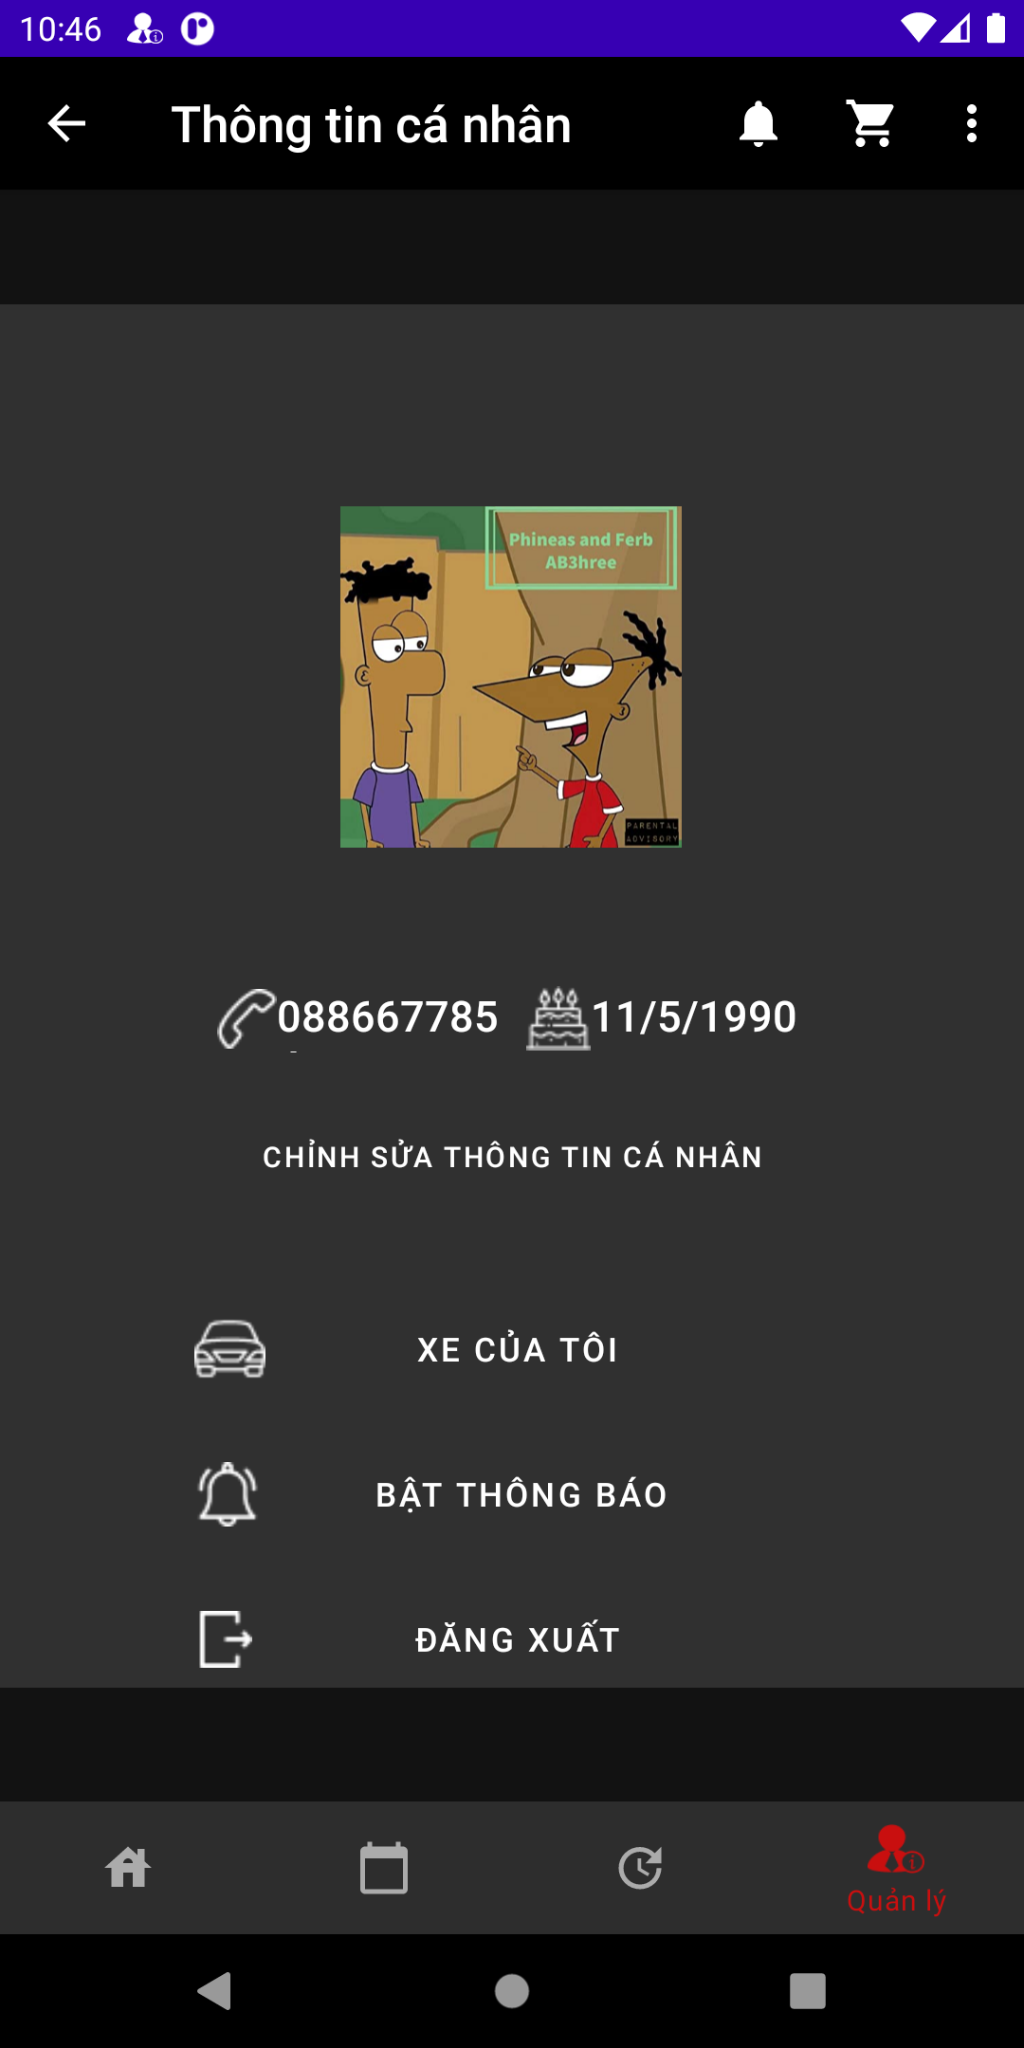 10:46
Thông tin cá nhân
Phineas and Ferb
AB3hree
PARENTAL
ADVISORY
088667785
11/5/1990
CHỈNH SỬA THÔNG TIN CÁ NHÂN
XE CỦA TÔI
BẬT THÔNG BÁO
ĐĂNG XUẤT
Quản lý